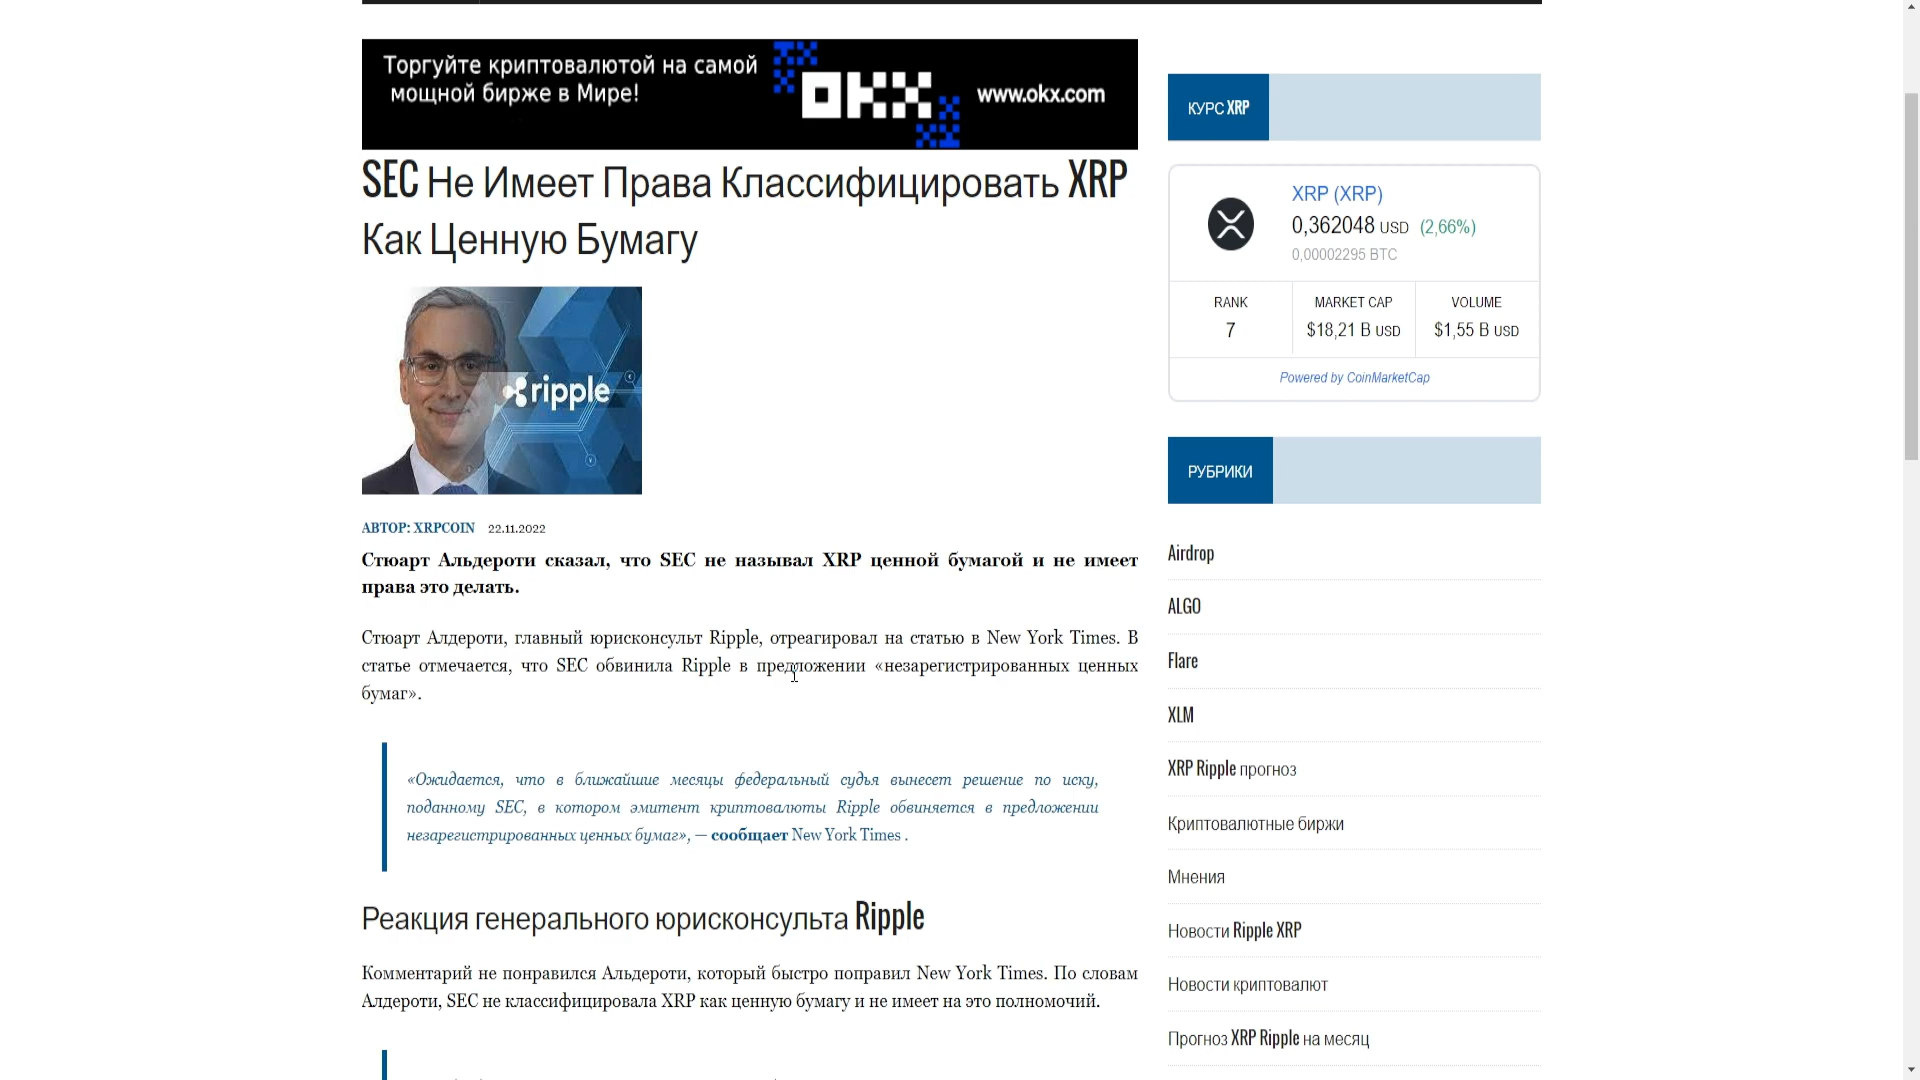 Торгуйте криптовалютой на самой
мощной бирже в Мире!
OKX
www.okx.com
SEC Не Имеет Права Классифицировать XRP
Как Ценную Бумагу
ripple
АВТОР: XRPCOIN 22.11.2022
Стюарт Альдероти сказал, что SEC не называл XRP ценной бумагой и не имеет
права это делать.
Стюарт Алдероти, главный юрисконсульт Ripple, отреагировал на статью в New York Times. В
статье отмечается, что SEC обвинила Ripple в предложении «незарегистрированных ценных
бумаг».
«Ожидается, что в ближайшие месяцы федеральный судья вынесет решение по иску,
поданному SEC, в котором эмитент криптовалюты Ripple обвиняется в предложении
незарегистрированных ценных бумаг», — сообщает New York Times .
Реакция генерального юрисконсульта Ripple
Комментарий не понравился Альдероти, который быстро поправил New York Times. По словам
Алдероти, SEC не классифицировала XRP как ценную бумагу и не имеет на это полномочий.
КУРС XRP
XRP (XRP)
0,362048 USD (2,66%)
0,00002295 BTC
RANK
7
MARKET CAP
$18,21 B USD
VOLUME
$1,55 B USD
Powered by CoinMarketCap
РУБРИКИ
Airdrop
ALGO
Flare
XLM
XRP Ripple прогноз
Криптовалютные биржи
Мнения
Новости Ripple XRP
Новости криптовалют
Прогноз XRP Ripple на месяц